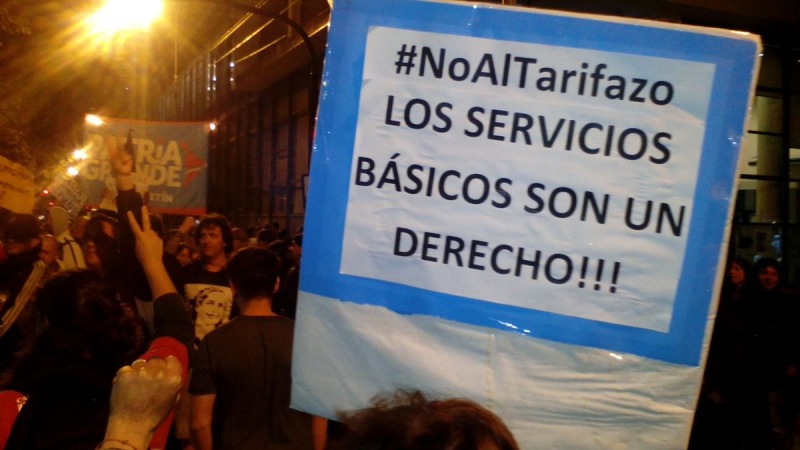 #NoAlTarifazo
LOS SERVICIOS
BÁSICOS SON UN
DERECHO!!!
PATRIA
GRANDE